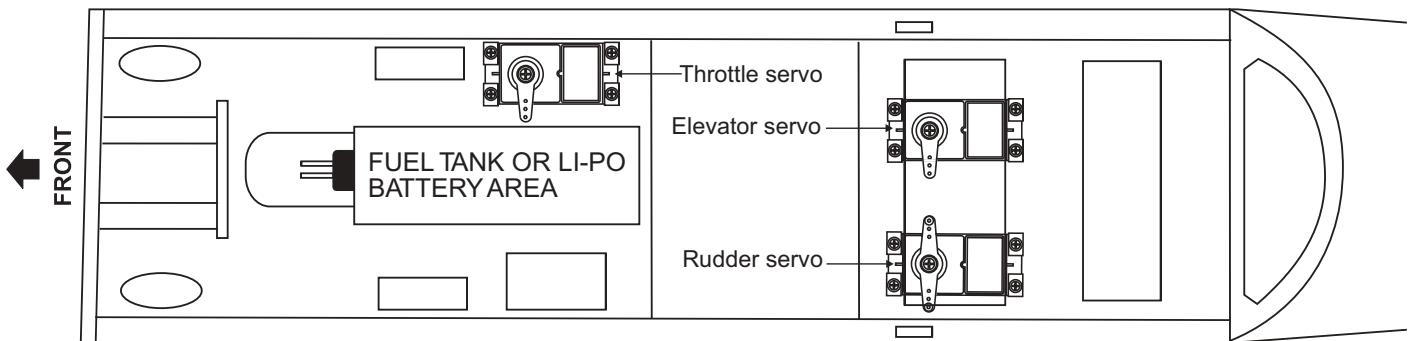 Throttle servo
Elevator servo
FRONT
FUEL TANK OR LI-PO
BATTERY AREA
Rudder servo